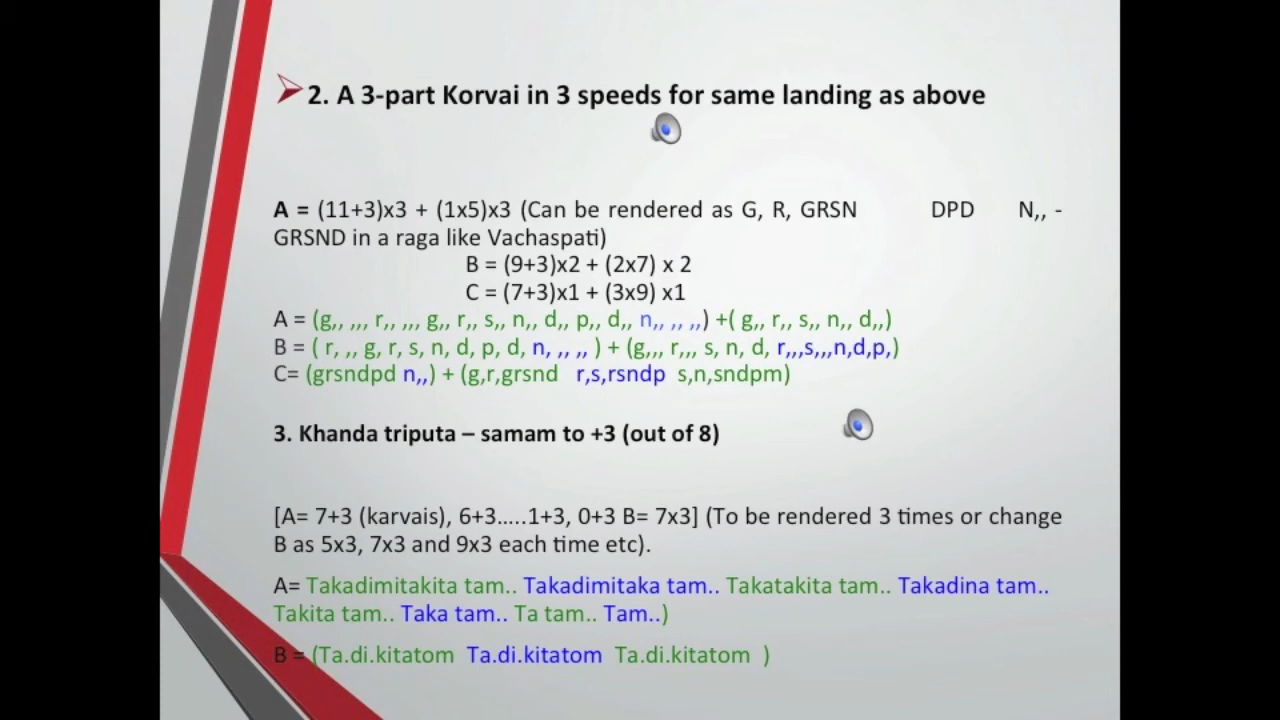 2. A 3-part Korvai in 3 speeds for same landing as above
A = (11+3)x3 + (1x5)x3 (Can be rendered as G, R, GRSN DPD N,, -
GRSND in a raga like Vachaspati)
B = (9+3)x2 + (2x7) x 2
C = (7+3)x1 + (3x9) x1
A = (g,, ,,, r,, ,,, g,, r,, s,, n,, d,, p,, d,, n,, ,, ,,) +( g,, r,, s,, n,, d,,)
B = ( r, ,, g, r, s, n, d, p, d, n, ,, ,, ) + (g,,, r,,, s, n, d, r,,,s,,,n,d,p,)
C= (grsndpd n,,) + (g,r,grsnd r,s,rsndp s,n,sndpm)
3. Khanda triputa – samam to +3 (out of 8)
[A= 7+3 (karvais), 6+3.....1+3, 0+3 B= 7x3] (To be rendered 3 times or change
B as 5x3, 7x3 and 9x3 each time etc).
A= Takadimitakita tam.. Takadimitaka tam.. Takatakita tam.. Takadina tam..
Takita tam.. Taka tam.. Ta tam.. Tam..)
B = (Ta.di.kitatom Ta.di.kitatom Ta.di.kitatom )